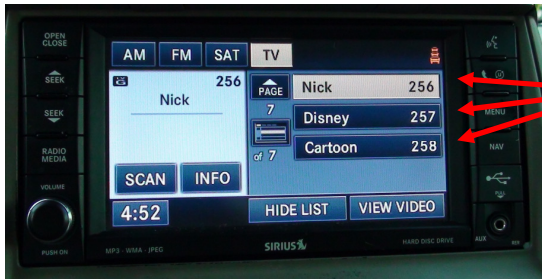 OPEN
CLOSE
SEEK
SEEK
RADIO
MEDIA
VOLUME
PUSH ON
AM FM SAT TV
256
Nick
SCAN INFO
4:52
PAGE
7
of 7
Nick 256
Disney 257
Cartoon 258
HIDE LIST VIEW VIDEO
MENU
NAV
PULL
AUX
MP3 - WMA - JPEG
SIRIUS
HARD DISC DRIVE